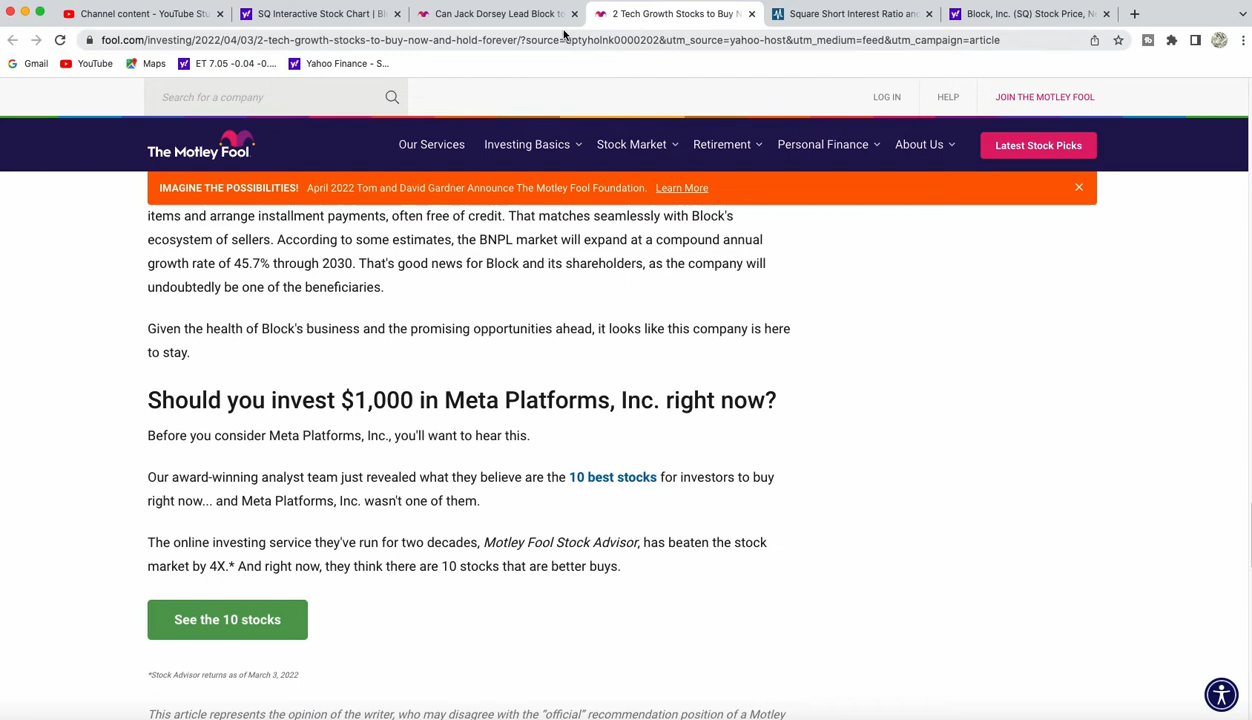 Channel content - YouTube Stu
SQ Interactive Stock Chart | Bl
Can Jack Dorsey Lead Block to
2 Tech Growth Stocks to Buy N
Square Short Interest Ratio and
Block, Inc. (SQ) Stock Price, Ne
fool.com/investing/2022/04/03/2-tech-growth-stocks-to-buy-now-and-hold-forever/?source=eptyholnk0000202&utm_source=yahoo-host&utm_medium=feed&utm_campaign=article
Gmail
YouTube
Maps
ET 7.05 -0.04 -0....
Yahoo Finance - S...
Search for a company
LOG IN
HELP
JOIN THE MOTLEY FOOL
The Motley Fool
Our Services
Investing Basics
Stock Market
Retirement
Personal Finance
About Us
Latest Stock Picks
IMAGINE THE POSSIBILITIES! April 2022 Tom and David Gardner Announce The Motley Fool Foundation. Learn More
items and arrange installment payments, often free of credit. That matches seamlessly with Block's
ecosystem of sellers. According to some estimates, the BNPL market will expand at a compound annual
growth rate of 45.7% through 2030. That's good news for Block and its shareholders, as the company will
undoubtedly be one of the beneficiaries.
Given the health of Block's business and the promising opportunities ahead, it looks like this company is here
to stay.
Should you invest $1,000 in Meta Platforms, Inc. right now?
Before you consider Meta Platforms, Inc., you'll want to hear this.
Our award-winning analyst team just revealed what they believe are the 10 best stocks for investors to buy
right now... and Meta Platforms, Inc. wasn't one of them.
The online investing service they've run for two decades, Motley Fool Stock Advisor, has beaten the stock
market by 4X.* And right now, they think there are 10 stocks that are better buys.
See the 10 stocks
*Stock Advisor returns as of March 3, 2022
This article represents the opinion of the writer, who may disagree with the “official” recommendation position of a Motley